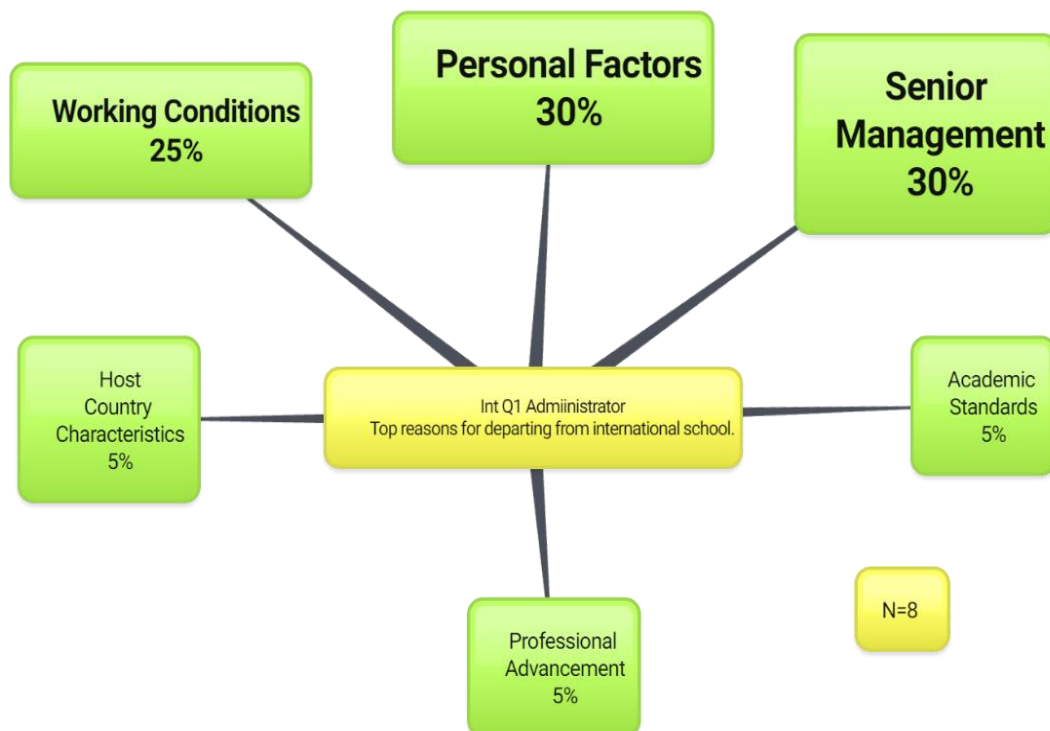 Personal Factors
30%
Working Conditions
25%
Senior
Management
30%
Host
Country
Characteristics
5%
Int Q1 Admiinistrator
Top reasons for departing from international school.
Academic
Standards
5%
Professional
Advancement
5%
N=8